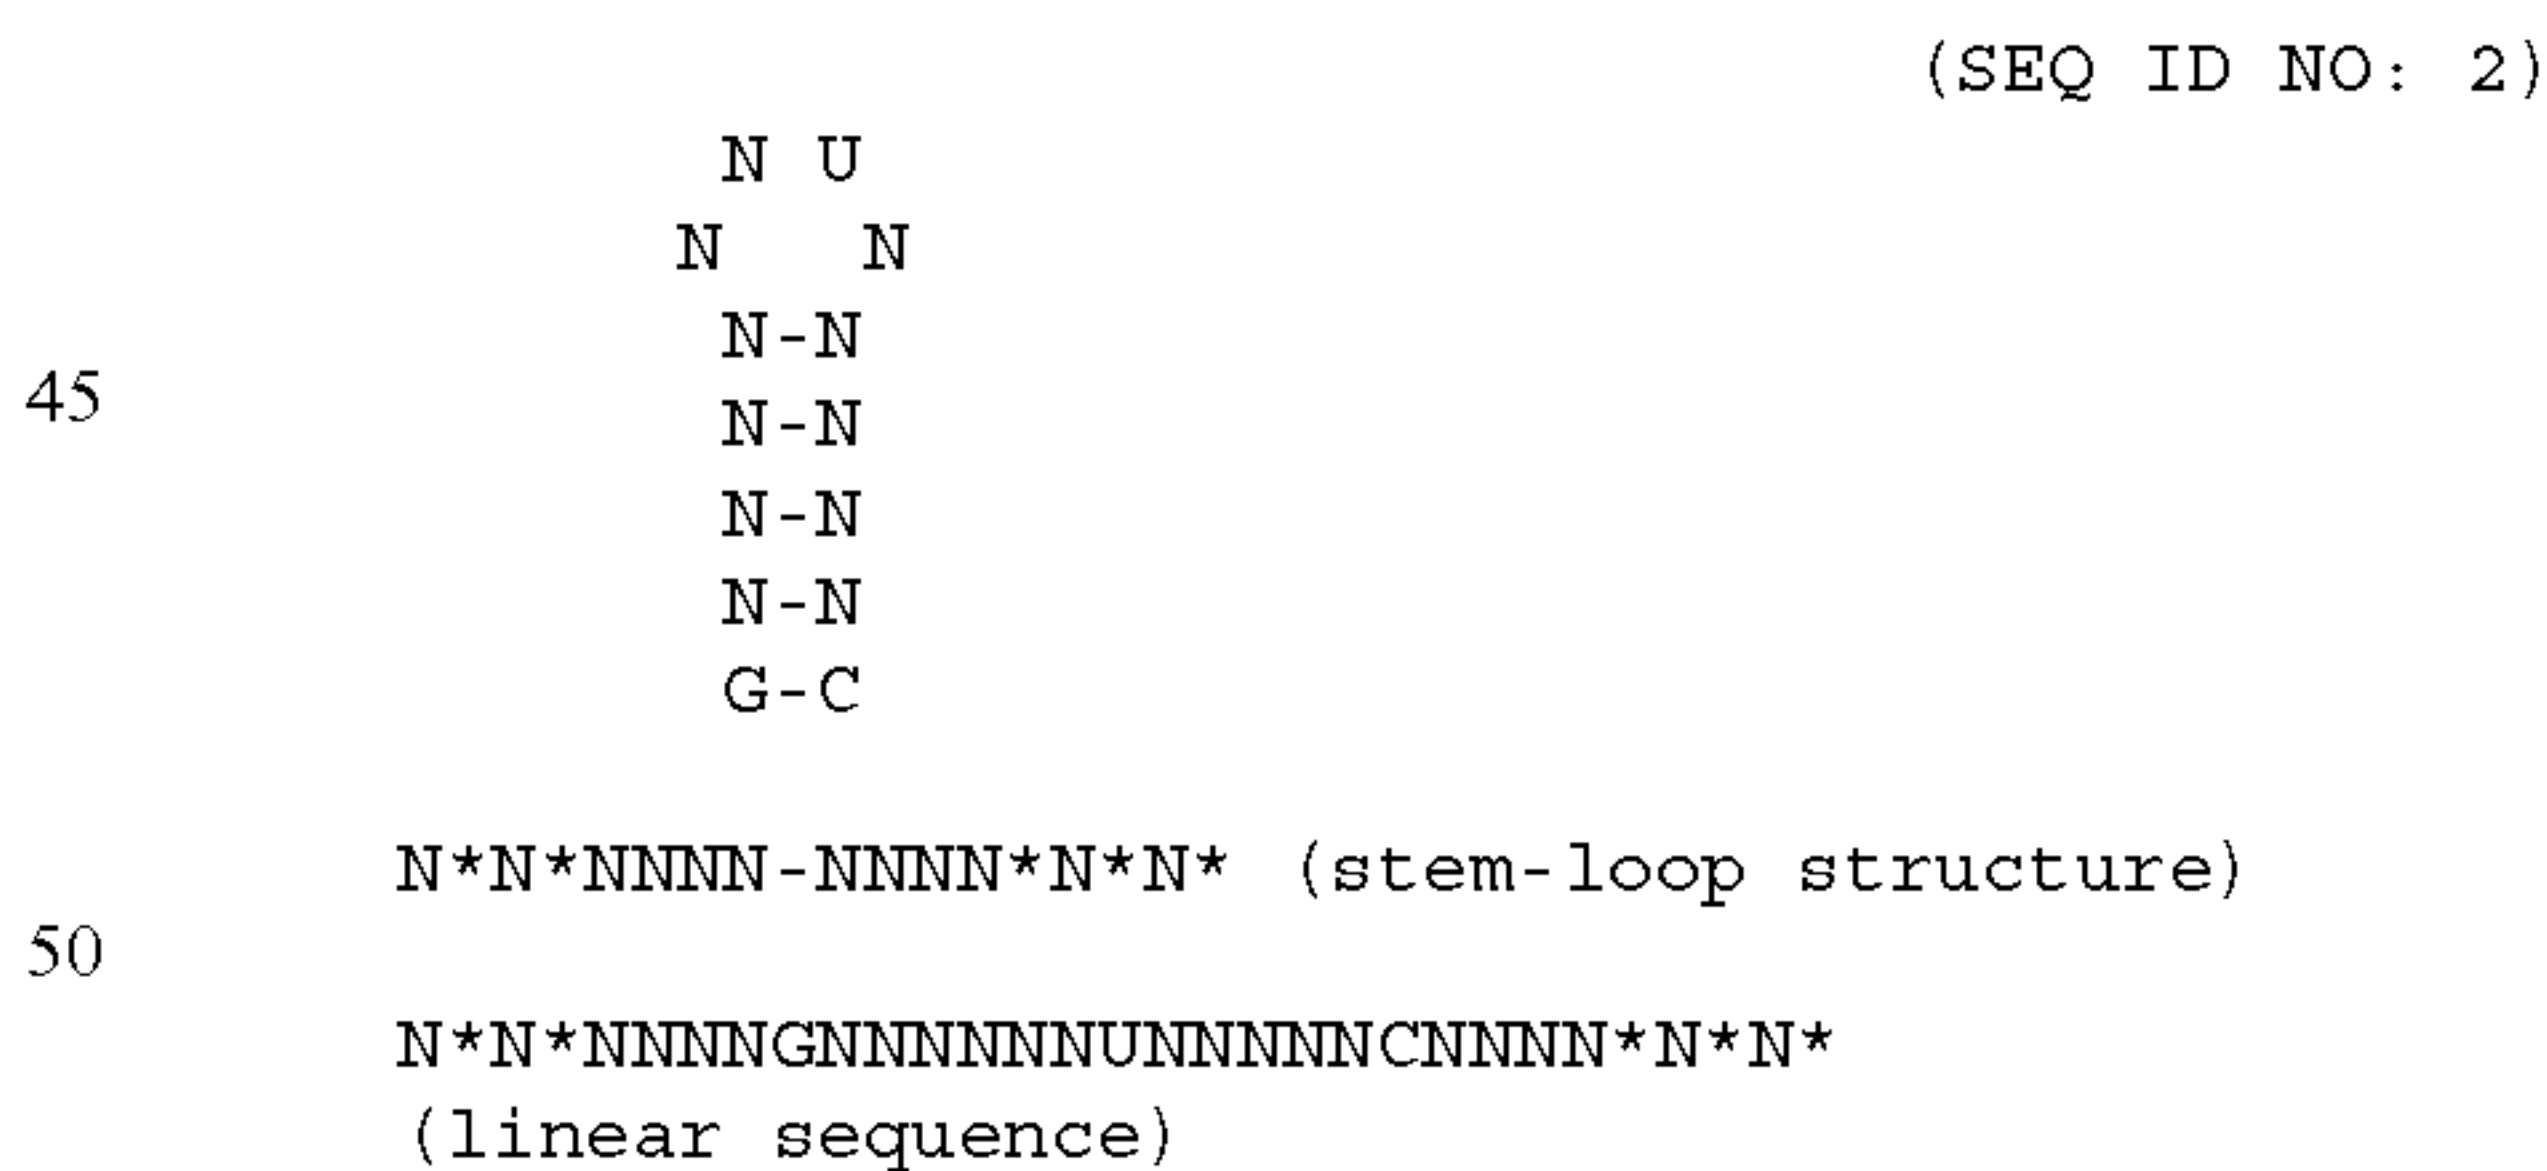 (SEQ ID NO: 2)
N U
N N
N-N
45
N-N
N-N
N-N
G-C
N*N*NNNN-NNNN*N*N* (stem-loop structure)
50
N*N*NNNNGNNNNNNUNNNNNCNNNN*N*N*
(linear sequence)